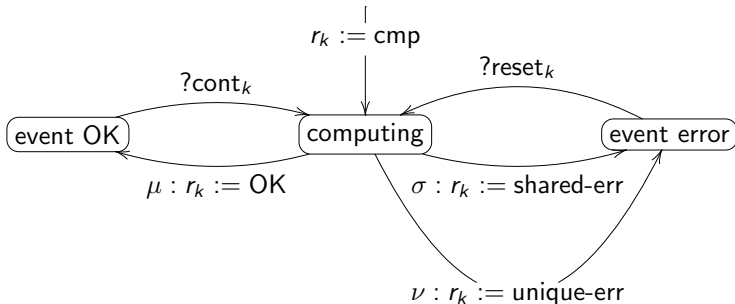 r_k := cmp
?cont_k
?reset_k
event OK
computing
event error
μ : r_k := OK
σ : r_k := shared-err
ν : r_k := unique-err